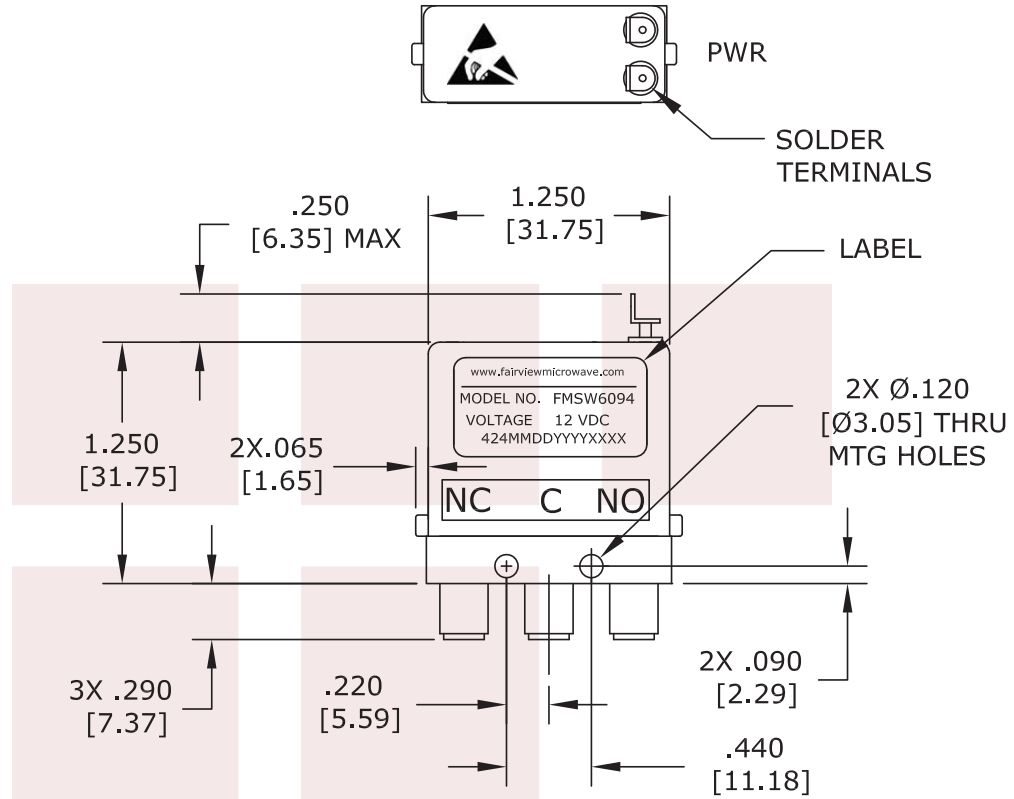 PWR
SOLDER
TERMINALS
.250
[6.35] MAX
1.250
[31.75]
LABEL
www.fairviewmicrowave.com
MODEL NO. FMSW6094
VOLTAGE 12 VDC
424MMDDYYYYXXXX
2X Ø.120
[Ø3.05] THRU
MTG HOLES
1.250
[31.75]
2X.065
[1.65]
NC C NO
3X .290
[7.37]
.220
[5.59]
2X .090
[2.29]
.440
[11.18]